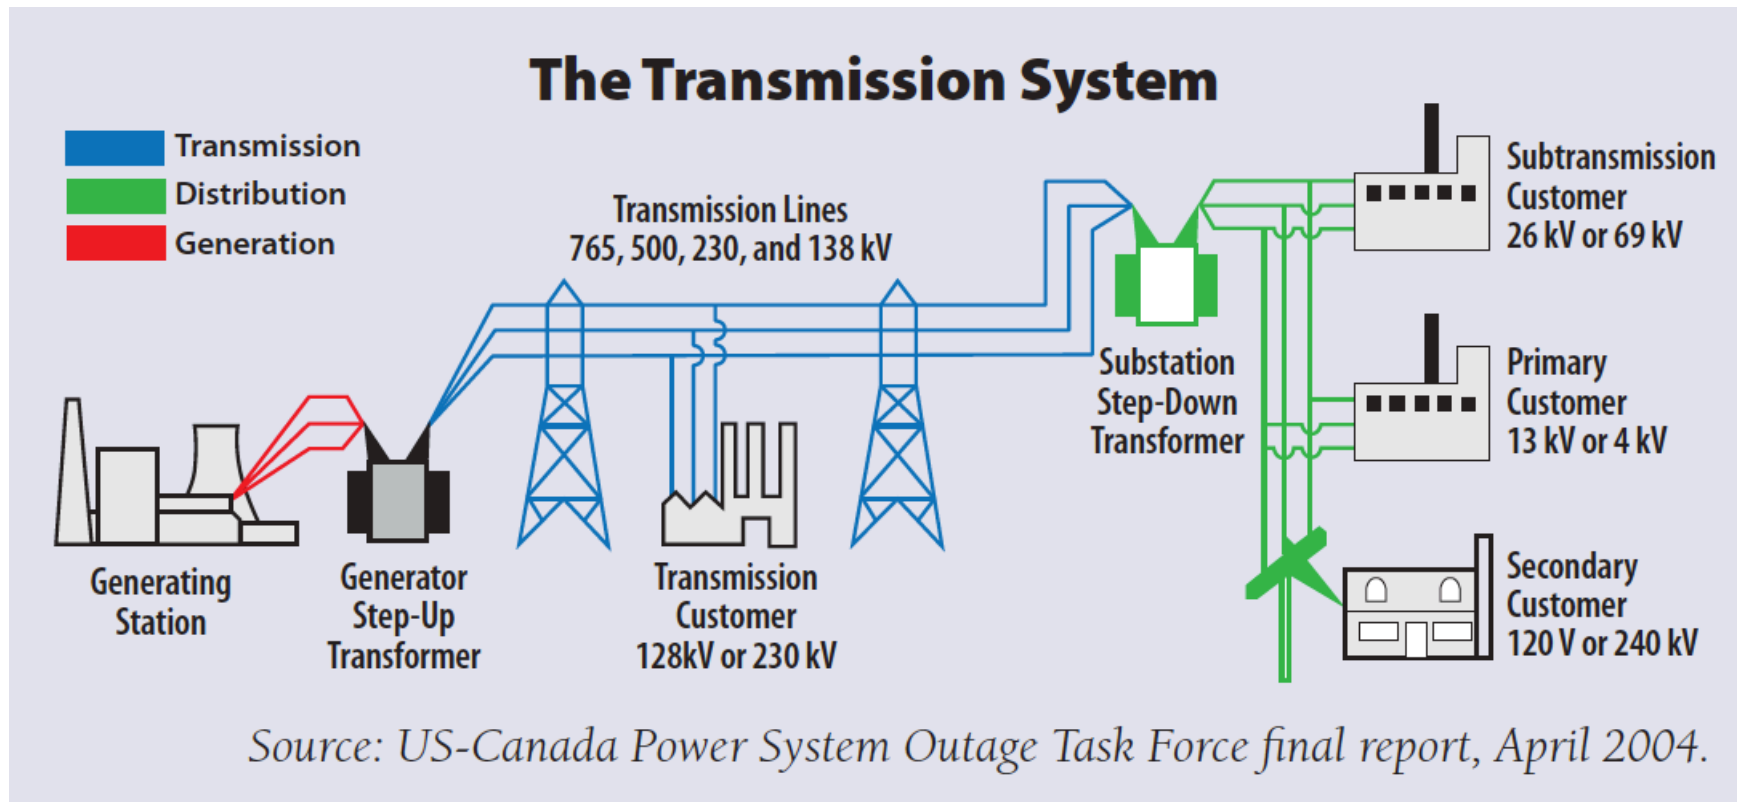 The Transmission System
Transmission
Distribution
Generation
Transmission Lines
765, 500, 230, and 138 kV
Generating
Station
Generator
Step-Up
Transformer
Transmission
Customer
128kV or 230 kV
Substation
Step-Down
Transformer
Subtransmission
Customer
26 kV or 69 kV
Primary
Customer
13 kV or 4 kV
Secondary
Customer
120 V or 240 kV
Source: US-Canada Power System Outage Task Force final report, April 2004.